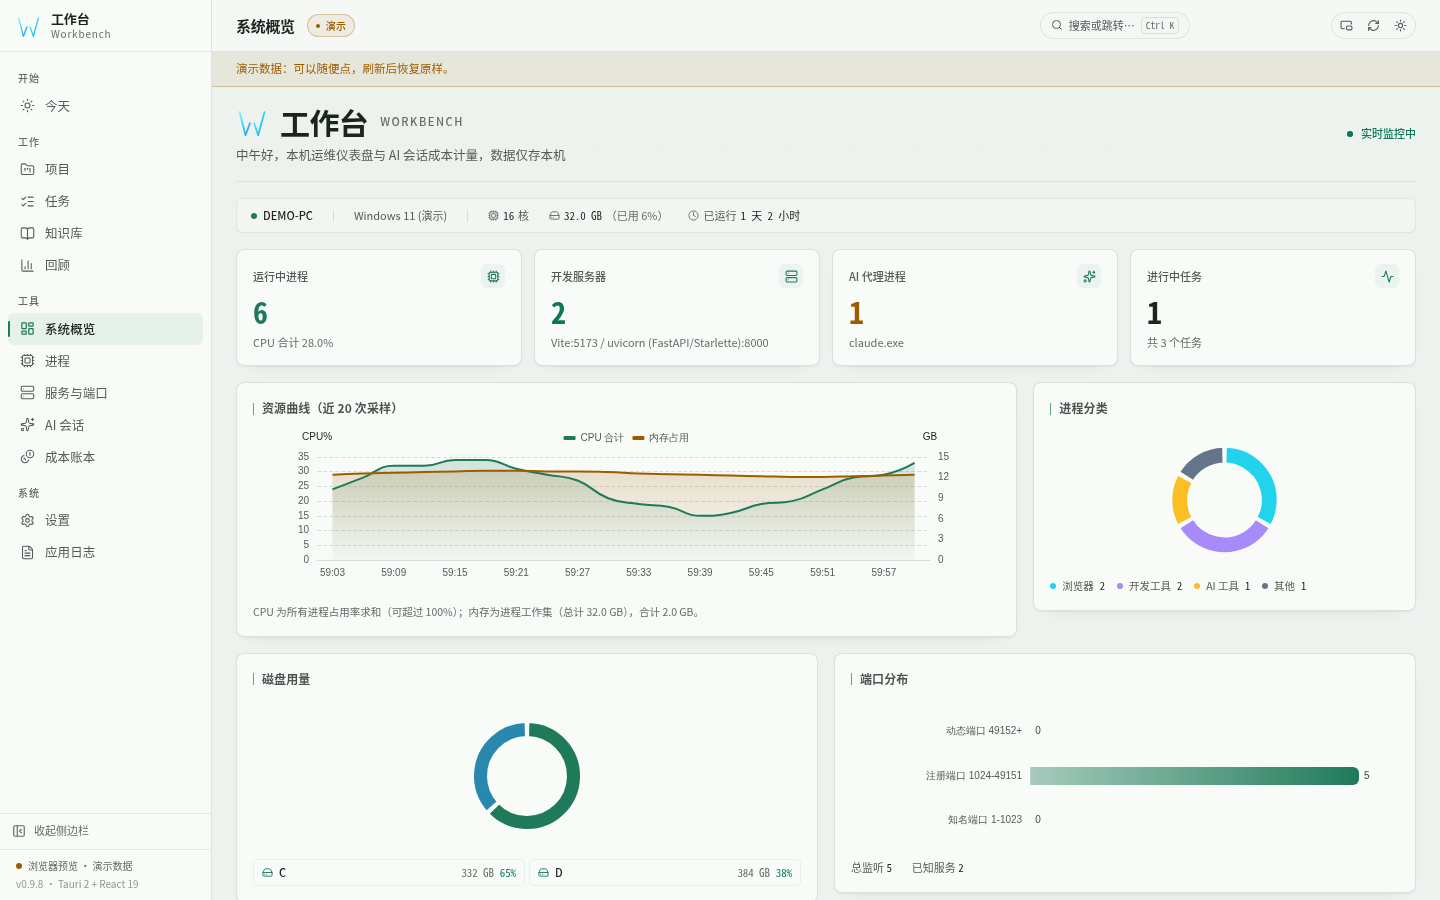 工作台
Workbench
开始
今天
工作
项目
任务
知识库
回顾
工具
系统概览
进程
服务与端口
AI 会话
成本账本
系统
设置
应用日志
收起侧边栏
浏览器预览 · 演示数据
v0.9.8 · Tauri 2 + React 19
系统概览
演示
搜索或跳转… Ctrl K
演示数据：可以随便点，刷新后恢复原样。
工作台 WORKBENCH
中午好，本机运维仪表盘与 AI 会话成本计量，数据仅存本机
实时监控中
DEMO-PC Windows 11 (演示) 16 核 32.0 GB （已用 6%） 已运行 1 天 2 小时
运行中进程
6
CPU 合计 28.0%
开发服务器
2
Vite:5173 / uvicorn (FastAPI/Starlette):8000
AI 代理进程
1
claude.exe
进行中任务
1
共 3 个任务
资源曲线（近 20 次采样）
CPU% CPU 合计 内存占用 GB
35 15
30 12
25
20 9
15 6
10 3
5
0 0
59:03 59:09 59:15 59:21 59:27 59:33 59:39 59:45 59:51 59:57
CPU 为所有进程占用率求和（可超过 100%）；内存为进程工作集（总计 32.0 GB），合计 2.0 GB。
进程分类
浏览器 2 开发工具 2 AI 工具 1 其他 1
磁盘用量
C 332 GB 65%
D 384 GB 38%
端口分布
动态端口 49152+ 0
注册端口 1024-49151 5
知名端口 1-1023 0
总监听 5 已知服务 2